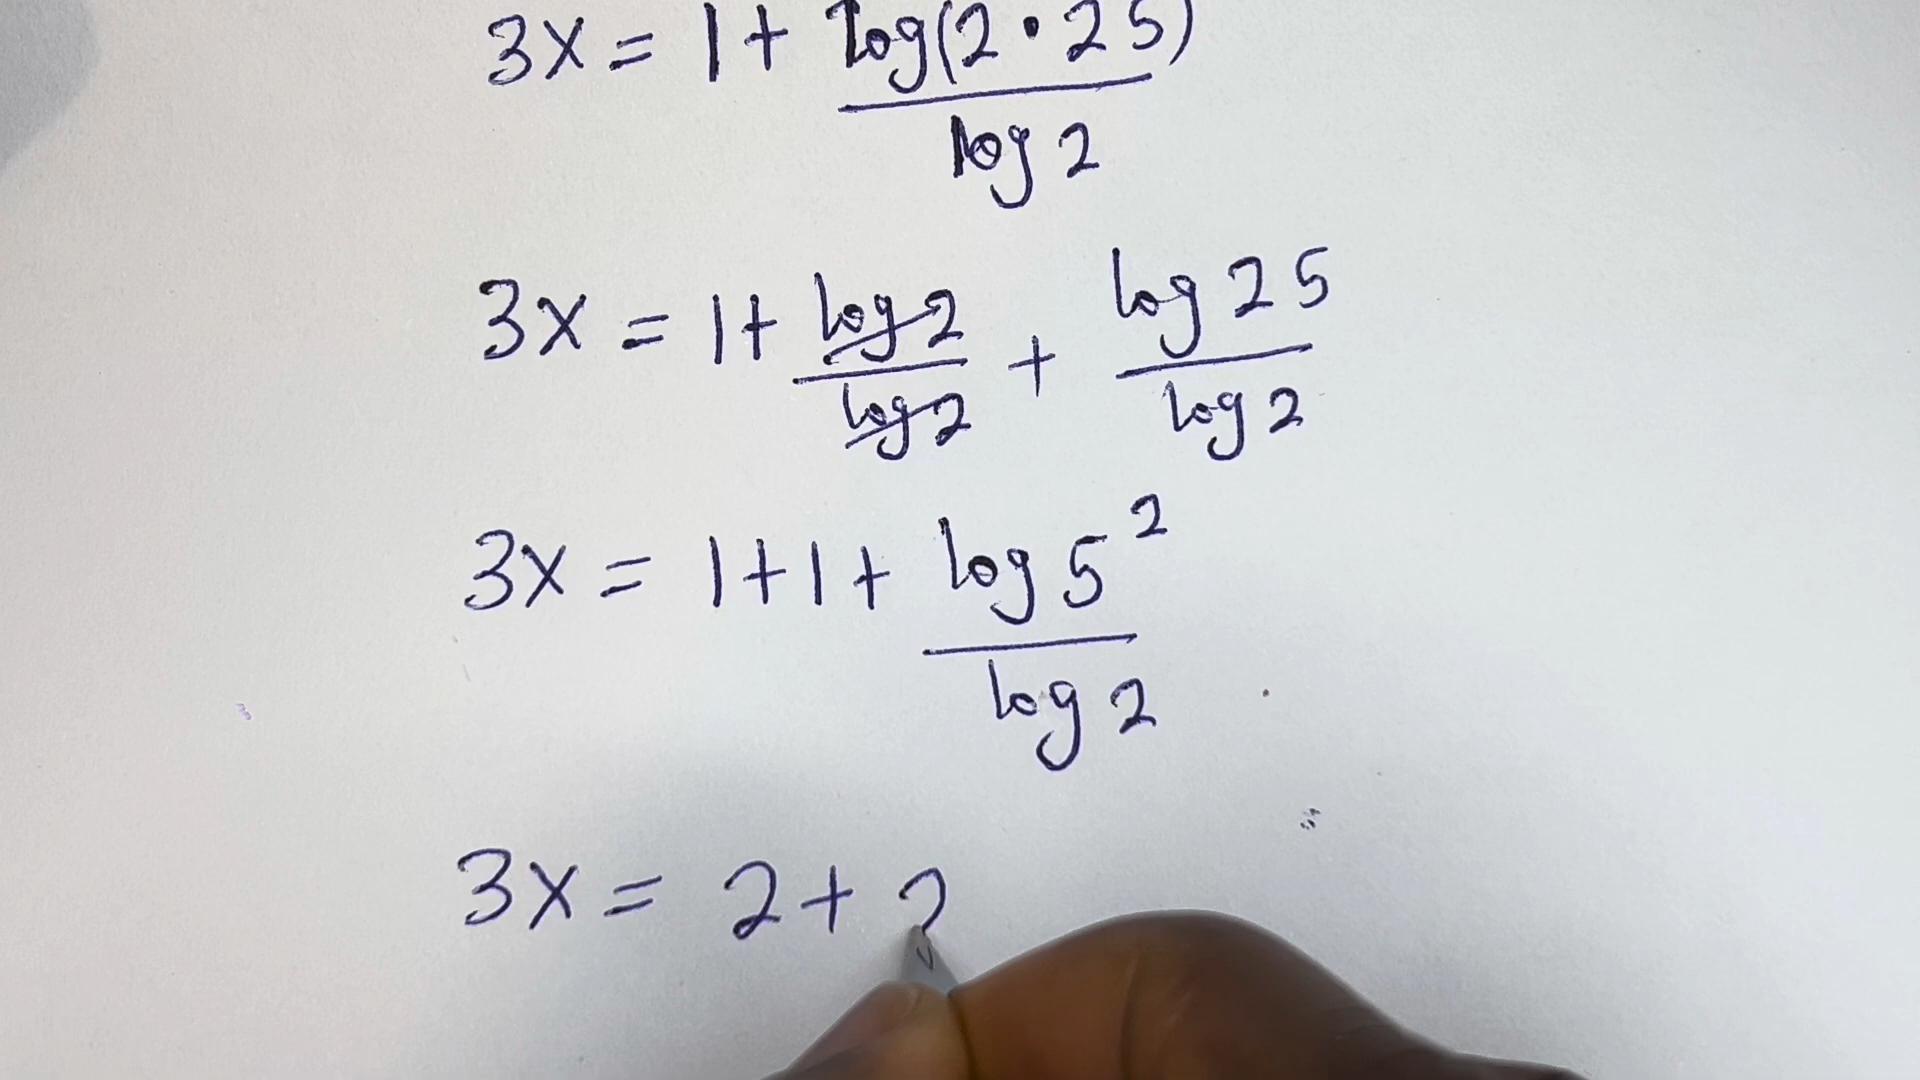 3x = 1 + log(2 · 25) / log 2
3x = 1 + log 2 / log 2 + log 25 / log 2
3x = 1 + 1 + log 5² / log 2
3x = 2 + 2